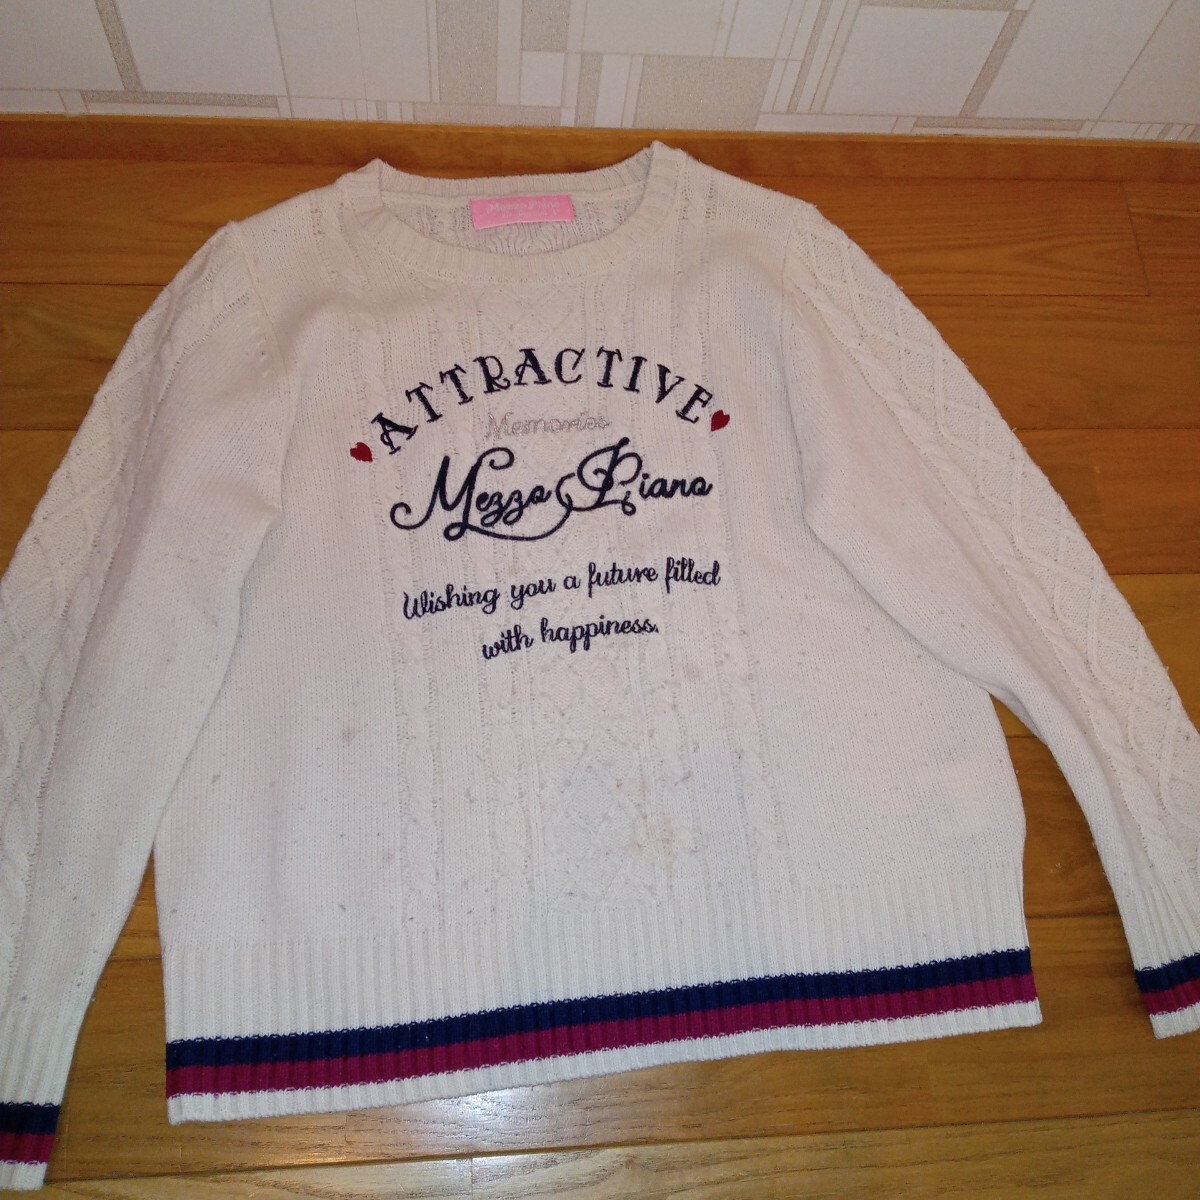 Mezzo Piano
ATTRACTIVE
Memories
Mezzo Piano
Wishing you a future filled
with happiness.